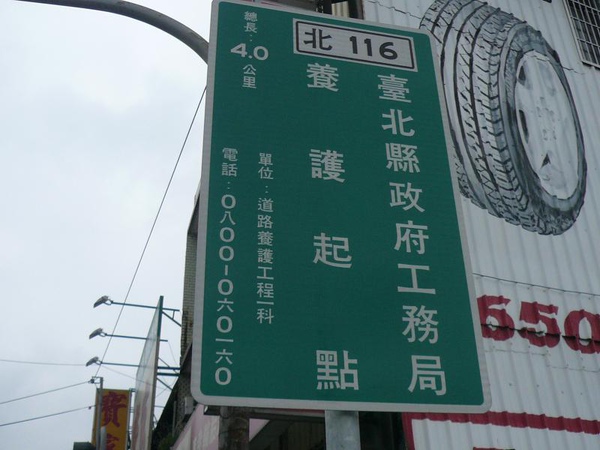 北 116
臺北縣政府工務局
養護起點
單位：道路養護工程一科
電話：０八００－０六０一六０
總長：4.0公里
650
寶